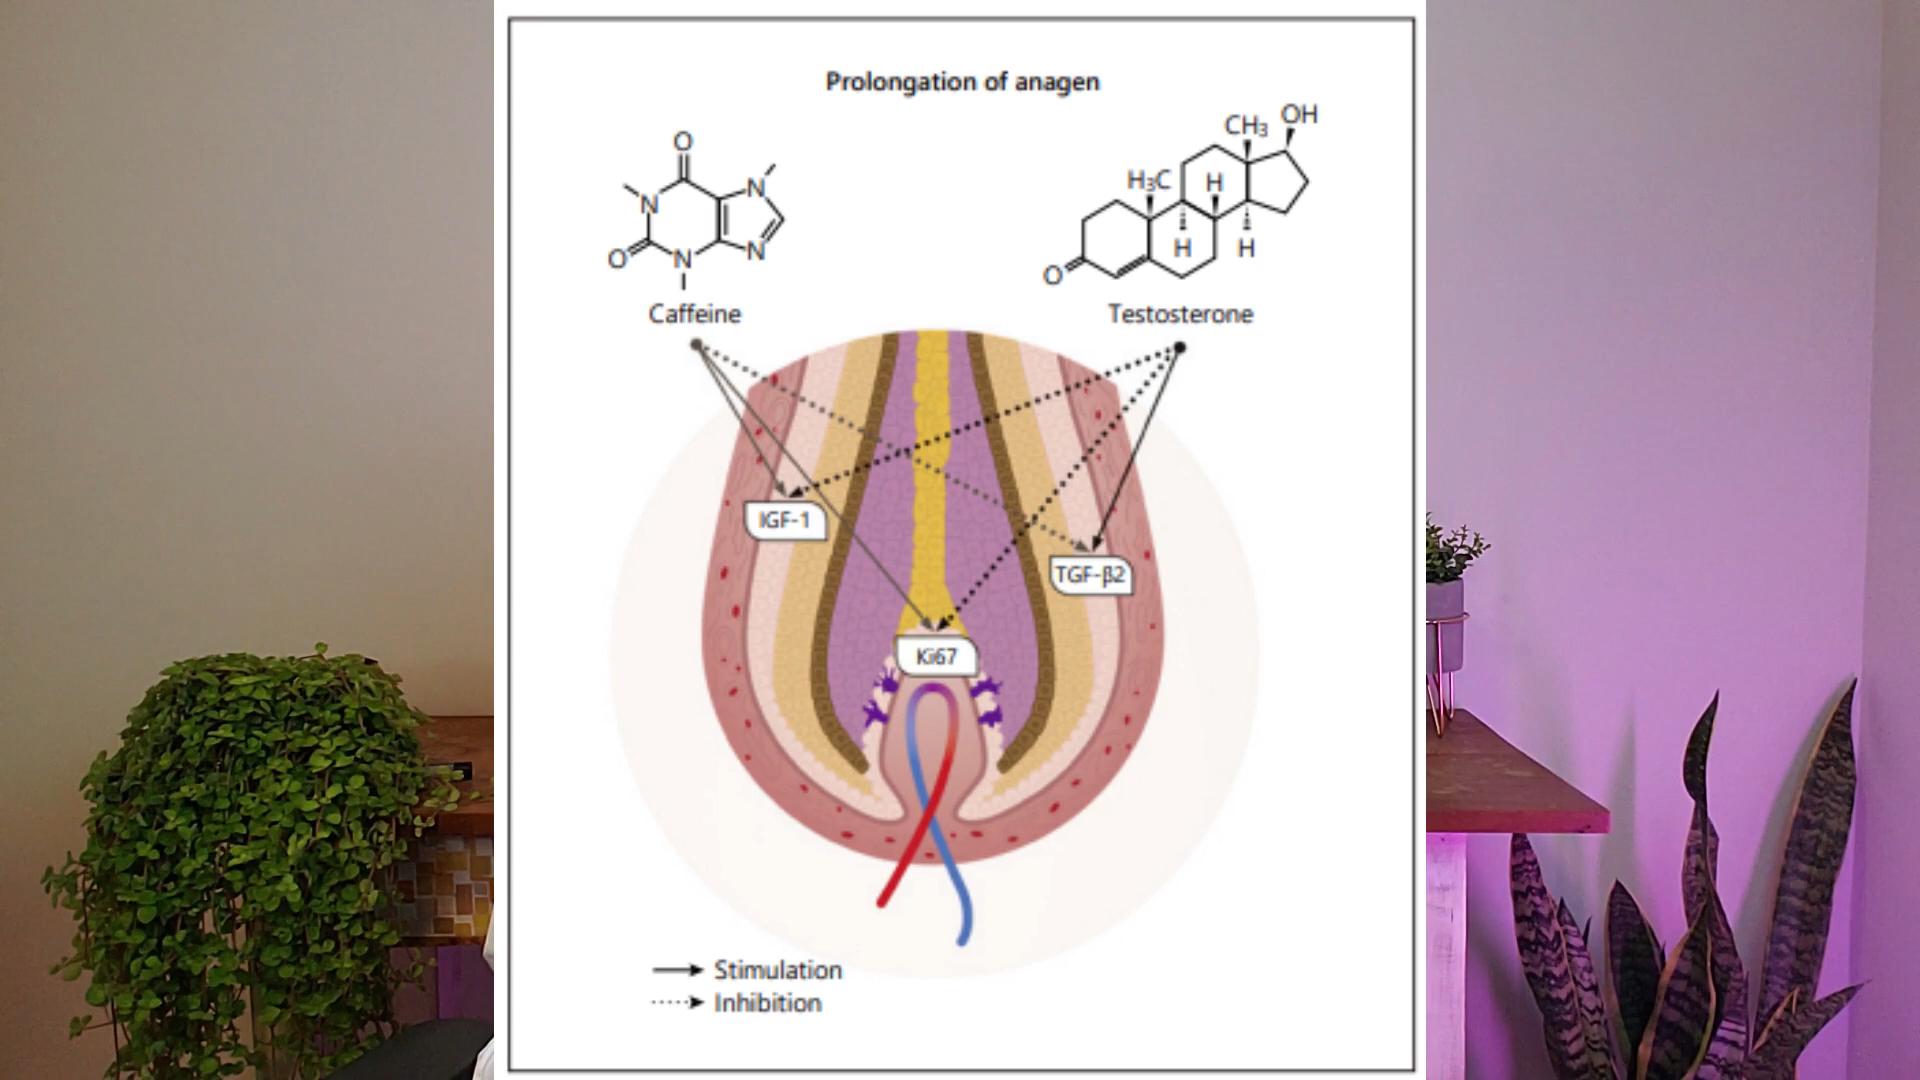 Prolongation of anagen
O
N
N
O
N
N
Caffeine
CH₃
OH
H₃C
H
H
H
O
Testosterone
IGF-1
TGF-β2
Ki67
Stimulation
Inhibition